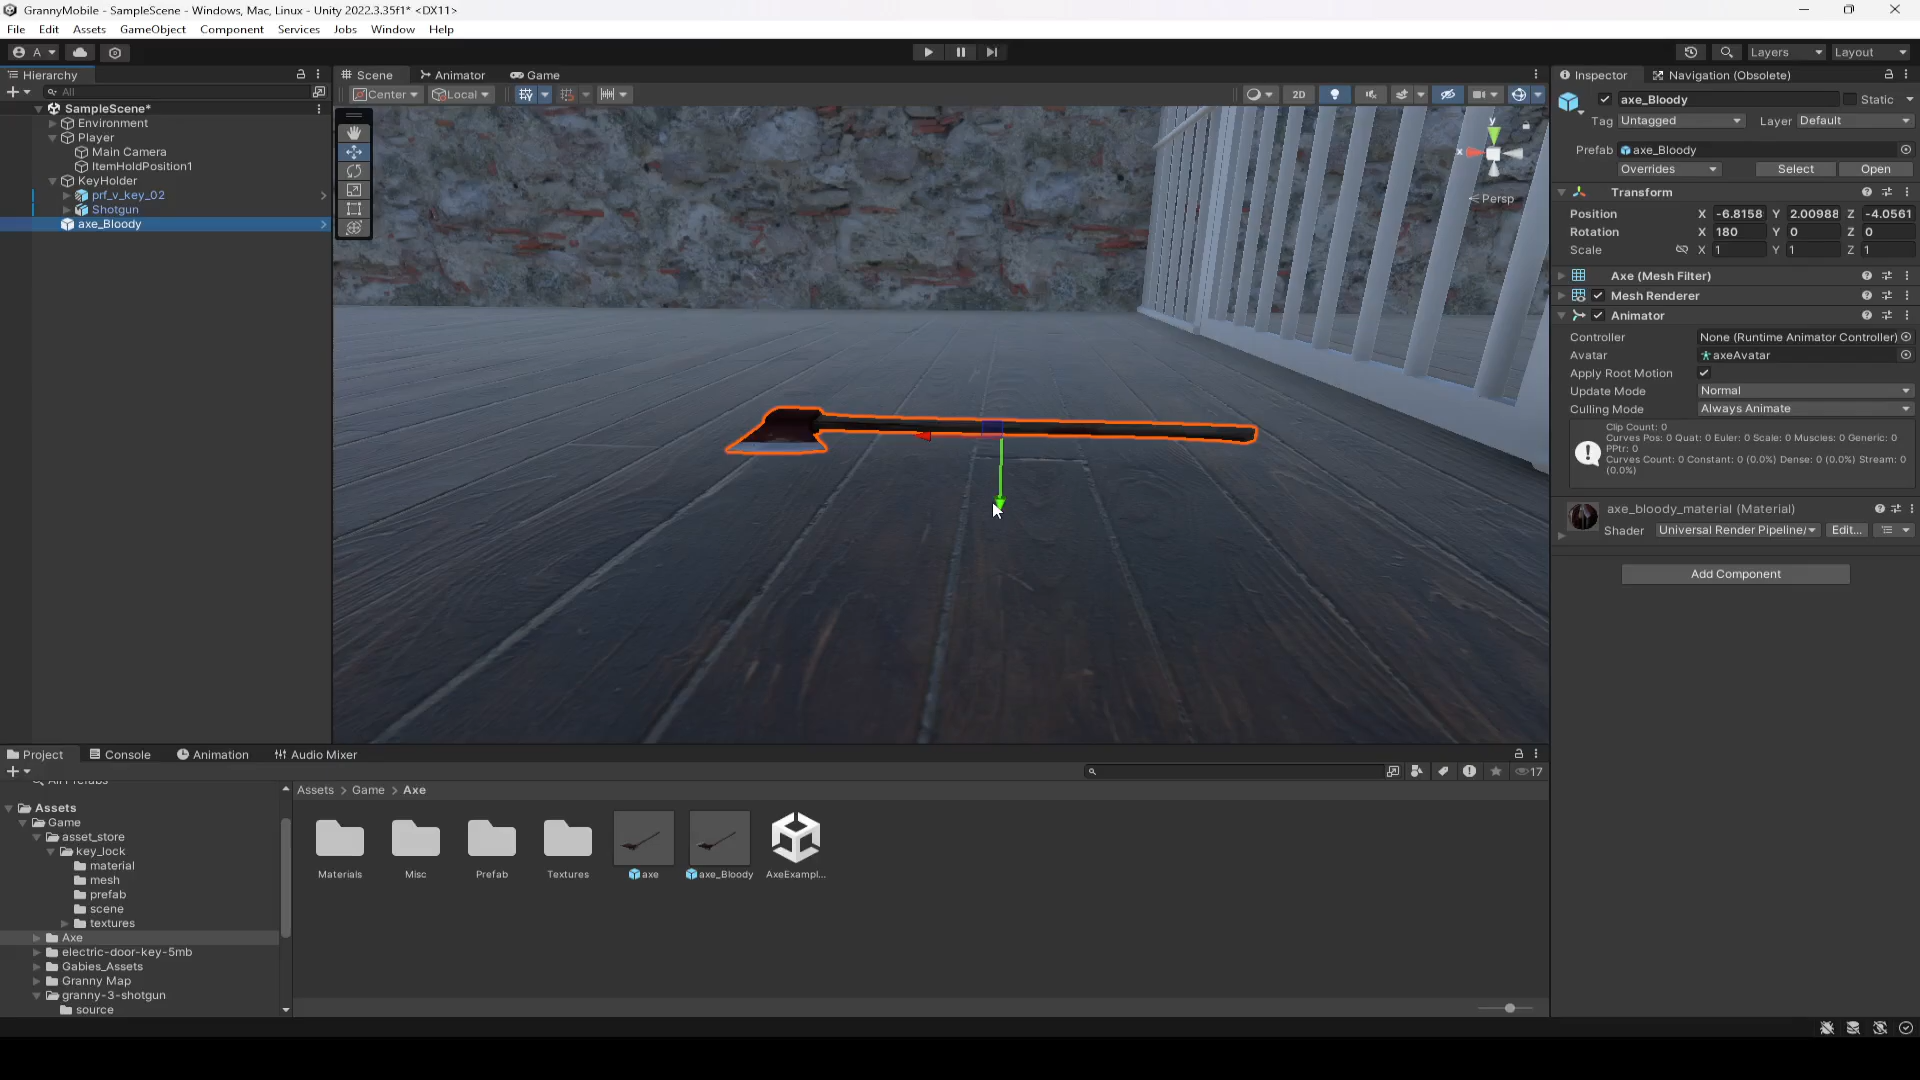 GrannyMobile - SampleScene - Windows, Mac, Linux - Unity 2022.3.35f1* <DX11>
File Edit Assets GameObject Component Services Jobs Window Help
A Layers Layout
Hierarchy
All
SampleScene*
Environment
Player
Main Camera
ItemHoldPosition1
KeyHolder
prf_v_key_02
Shotgun
axe_Bloody
Scene Animator Game
Center Local 2D
y
x
Persp
Inspector Navigation (Obsolete)
axe_Bloody Static
Tag Untagged Layer Default
Prefab axe_Bloody
Overrides Select Open
Transform
Position X -6.8158 Y 2.00988 Z -4.0561
Rotation X 180 Y 0 Z 0
Scale X 1 Y 1 Z 1
Axe (Mesh Filter)
Mesh Renderer
Animator
Controller None (Runtime Animator Controller)
Avatar axeAvatar
Apply Root Motion
Update Mode Normal
Culling Mode Always Animate
Clip Count: 0
Curves Pos: 0 Quat: 0 Euler: 0 Scale: 0 Muscles: 0 Generic: 0
PPtr: 0
Curves Count: 0 Constant: 0 (0.0%) Dense: 0 (0.0%) Stream: 0
(0.0%)
axe_bloody_material (Material)
Shader Universal Render Pipeline/ Edit...
Add Component
Project Console Animation Audio Mixer
17
All Prefabs
Assets
Game
asset_store
key_lock
material
mesh
prefab
scene
textures
Axe
electric-door-key-5mb
Gabies_Assets
Granny Map
granny-3-shotgun
source
Assets > Game > Axe
Materials Misc Prefab Textures axe axe_Bloody AxeExampl...